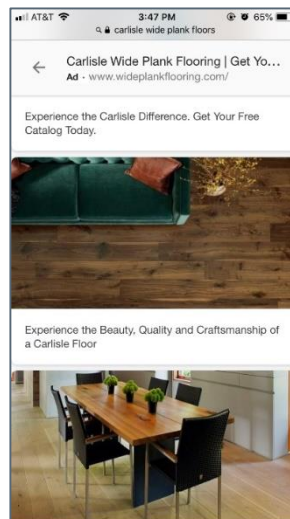 AT&T 3:47 PM 65%
carlisle wide plank floors
Carlisle Wide Plank Flooring | Get Yo...
Ad · www.wideplankflooring.com/
Experience the Carlisle Difference. Get Your Free
Catalog Today.
Experience the Beauty, Quality and Craftsmanship of
a Carlisle Floor